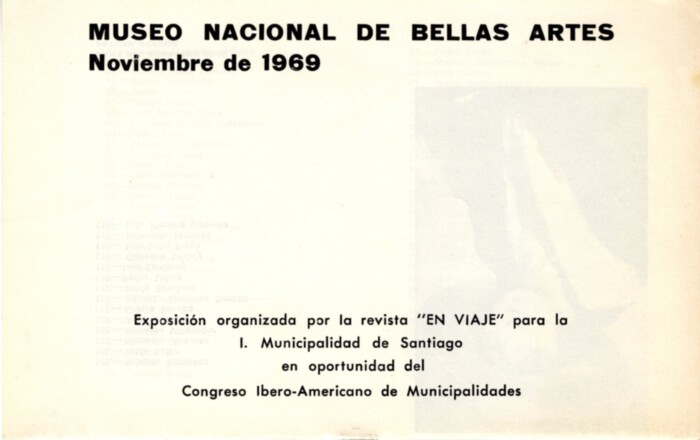 MUSEO NACIONAL DE BELLAS ARTES
Noviembre de 1969
Exposición organizada por la revista "EN VIAJE" para la
I. Municipalidad de Santiago
en oportunidad del
Congreso Ibero-Americano de Municipalidades